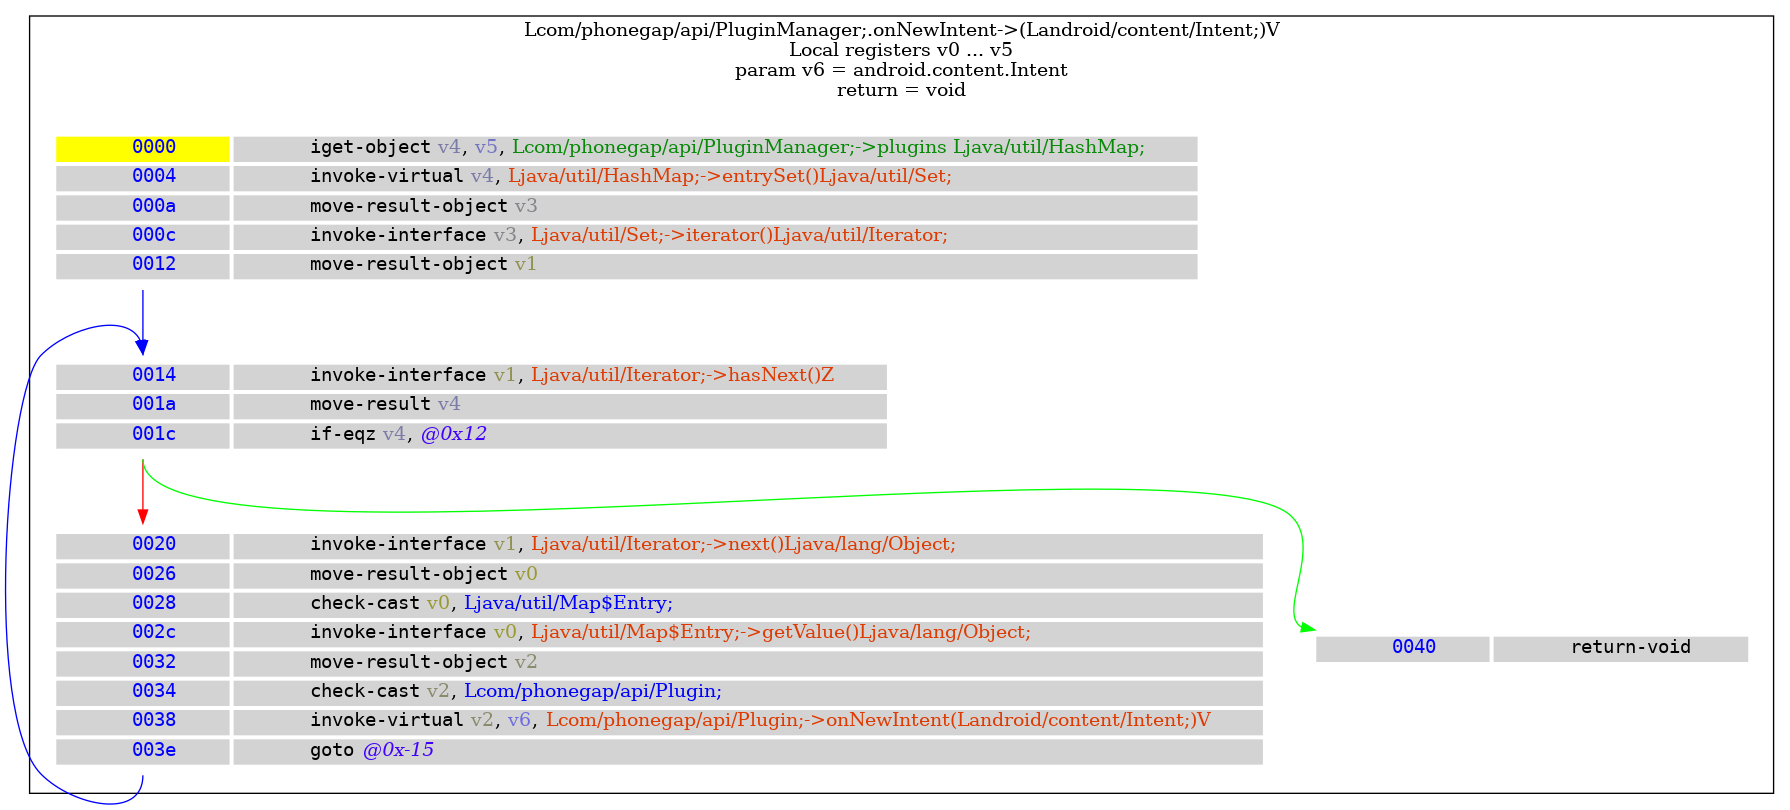 Lcom/phonegap/api/PluginManager;.onNewIntent->(Landroid/content/Intent;)V
Local registers v0 ... v5
param v6 = android.content.Intent
return = void
0000 iget-object v4, v5, Lcom/phonegap/api/PluginManager;->plugins Ljava/util/HashMap;
0004 invoke-virtual v4, Ljava/util/HashMap;->entrySet()Ljava/util/Set;
000a move-result-object v3
000c invoke-interface v3, Ljava/util/Set;->iterator()Ljava/util/Iterator;
0012 move-result-object v1
0014 invoke-interface v1, Ljava/util/Iterator;->hasNext()Z
001a move-result v4
001c if-eqz v4, @0x12
0020 invoke-interface v1, Ljava/util/Iterator;->next()Ljava/lang/Object;
0026 move-result-object v0
0028 check-cast v0, Ljava/util/Map$Entry;
002c invoke-interface v0, Ljava/util/Map$Entry;->getValue()Ljava/lang/Object;
0032 move-result-object v2
0034 check-cast v2, Lcom/phonegap/api/Plugin;
0038 invoke-virtual v2, v6, Lcom/phonegap/api/Plugin;->onNewIntent(Landroid/content/Intent;)V
003e goto @0x-15
0040 return-void